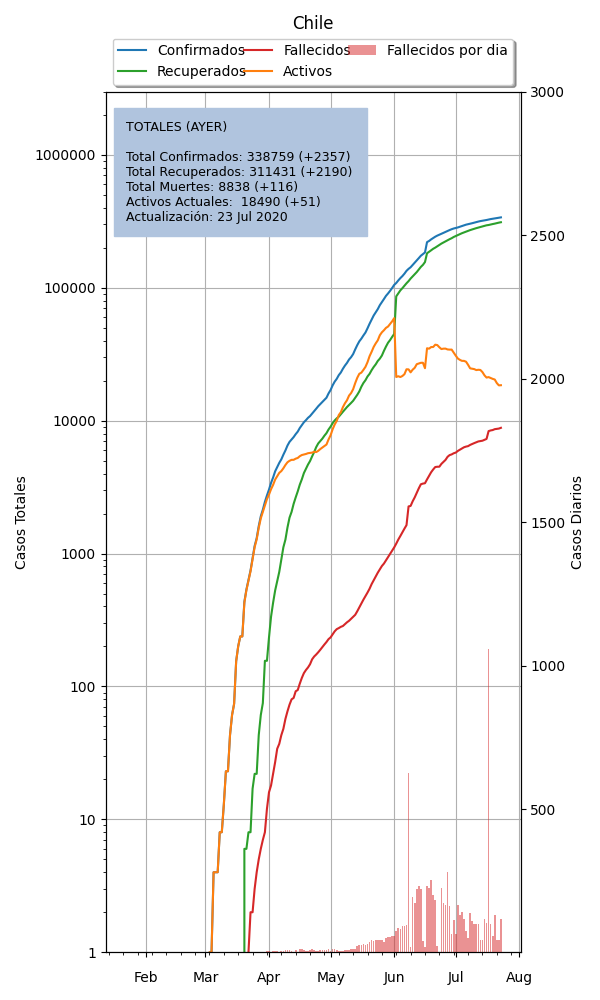 Chile
Confirmados
Recuperados
Fallecidos
Activos
Fallecidos por dia
TOTALES (AYER)
Total Confirmados: 338759 (+2357)
Total Recuperados: 311431 (+2190)
Total Muertes: 8838 (+116)
Activos Actuales:  18490 (+51)
Actualización: 23 Jul 2020
Casos Totales
1000000
100000
10000
1000
100
10
1
Casos Diarios
3000
2500
2000
1500
1000
500
Feb
Mar
Apr
May
Jun
Jul
Aug